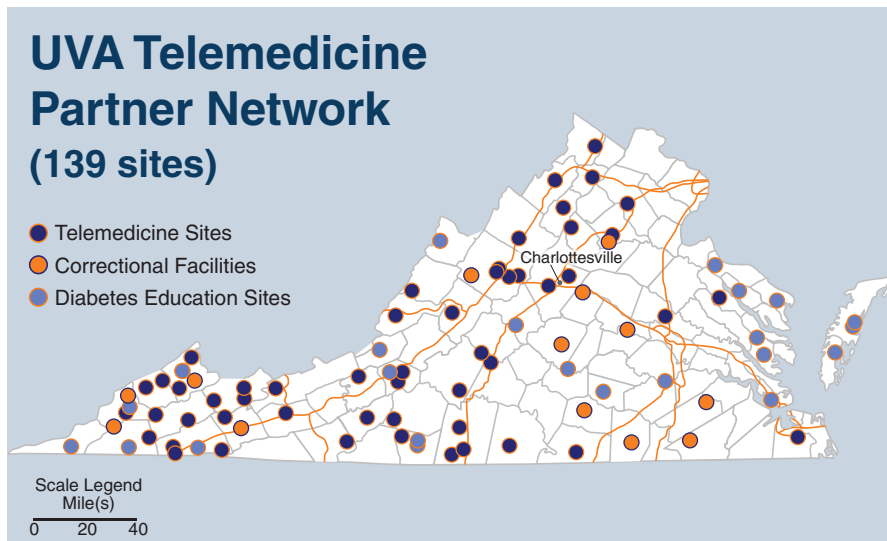 UVA Telemedicine
Partner Network
(139 sites)
Telemedicine Sites
Correctional Facilities
Diabetes Education Sites
Charlottesville
Scale Legend
Mile(s)
0 20 40